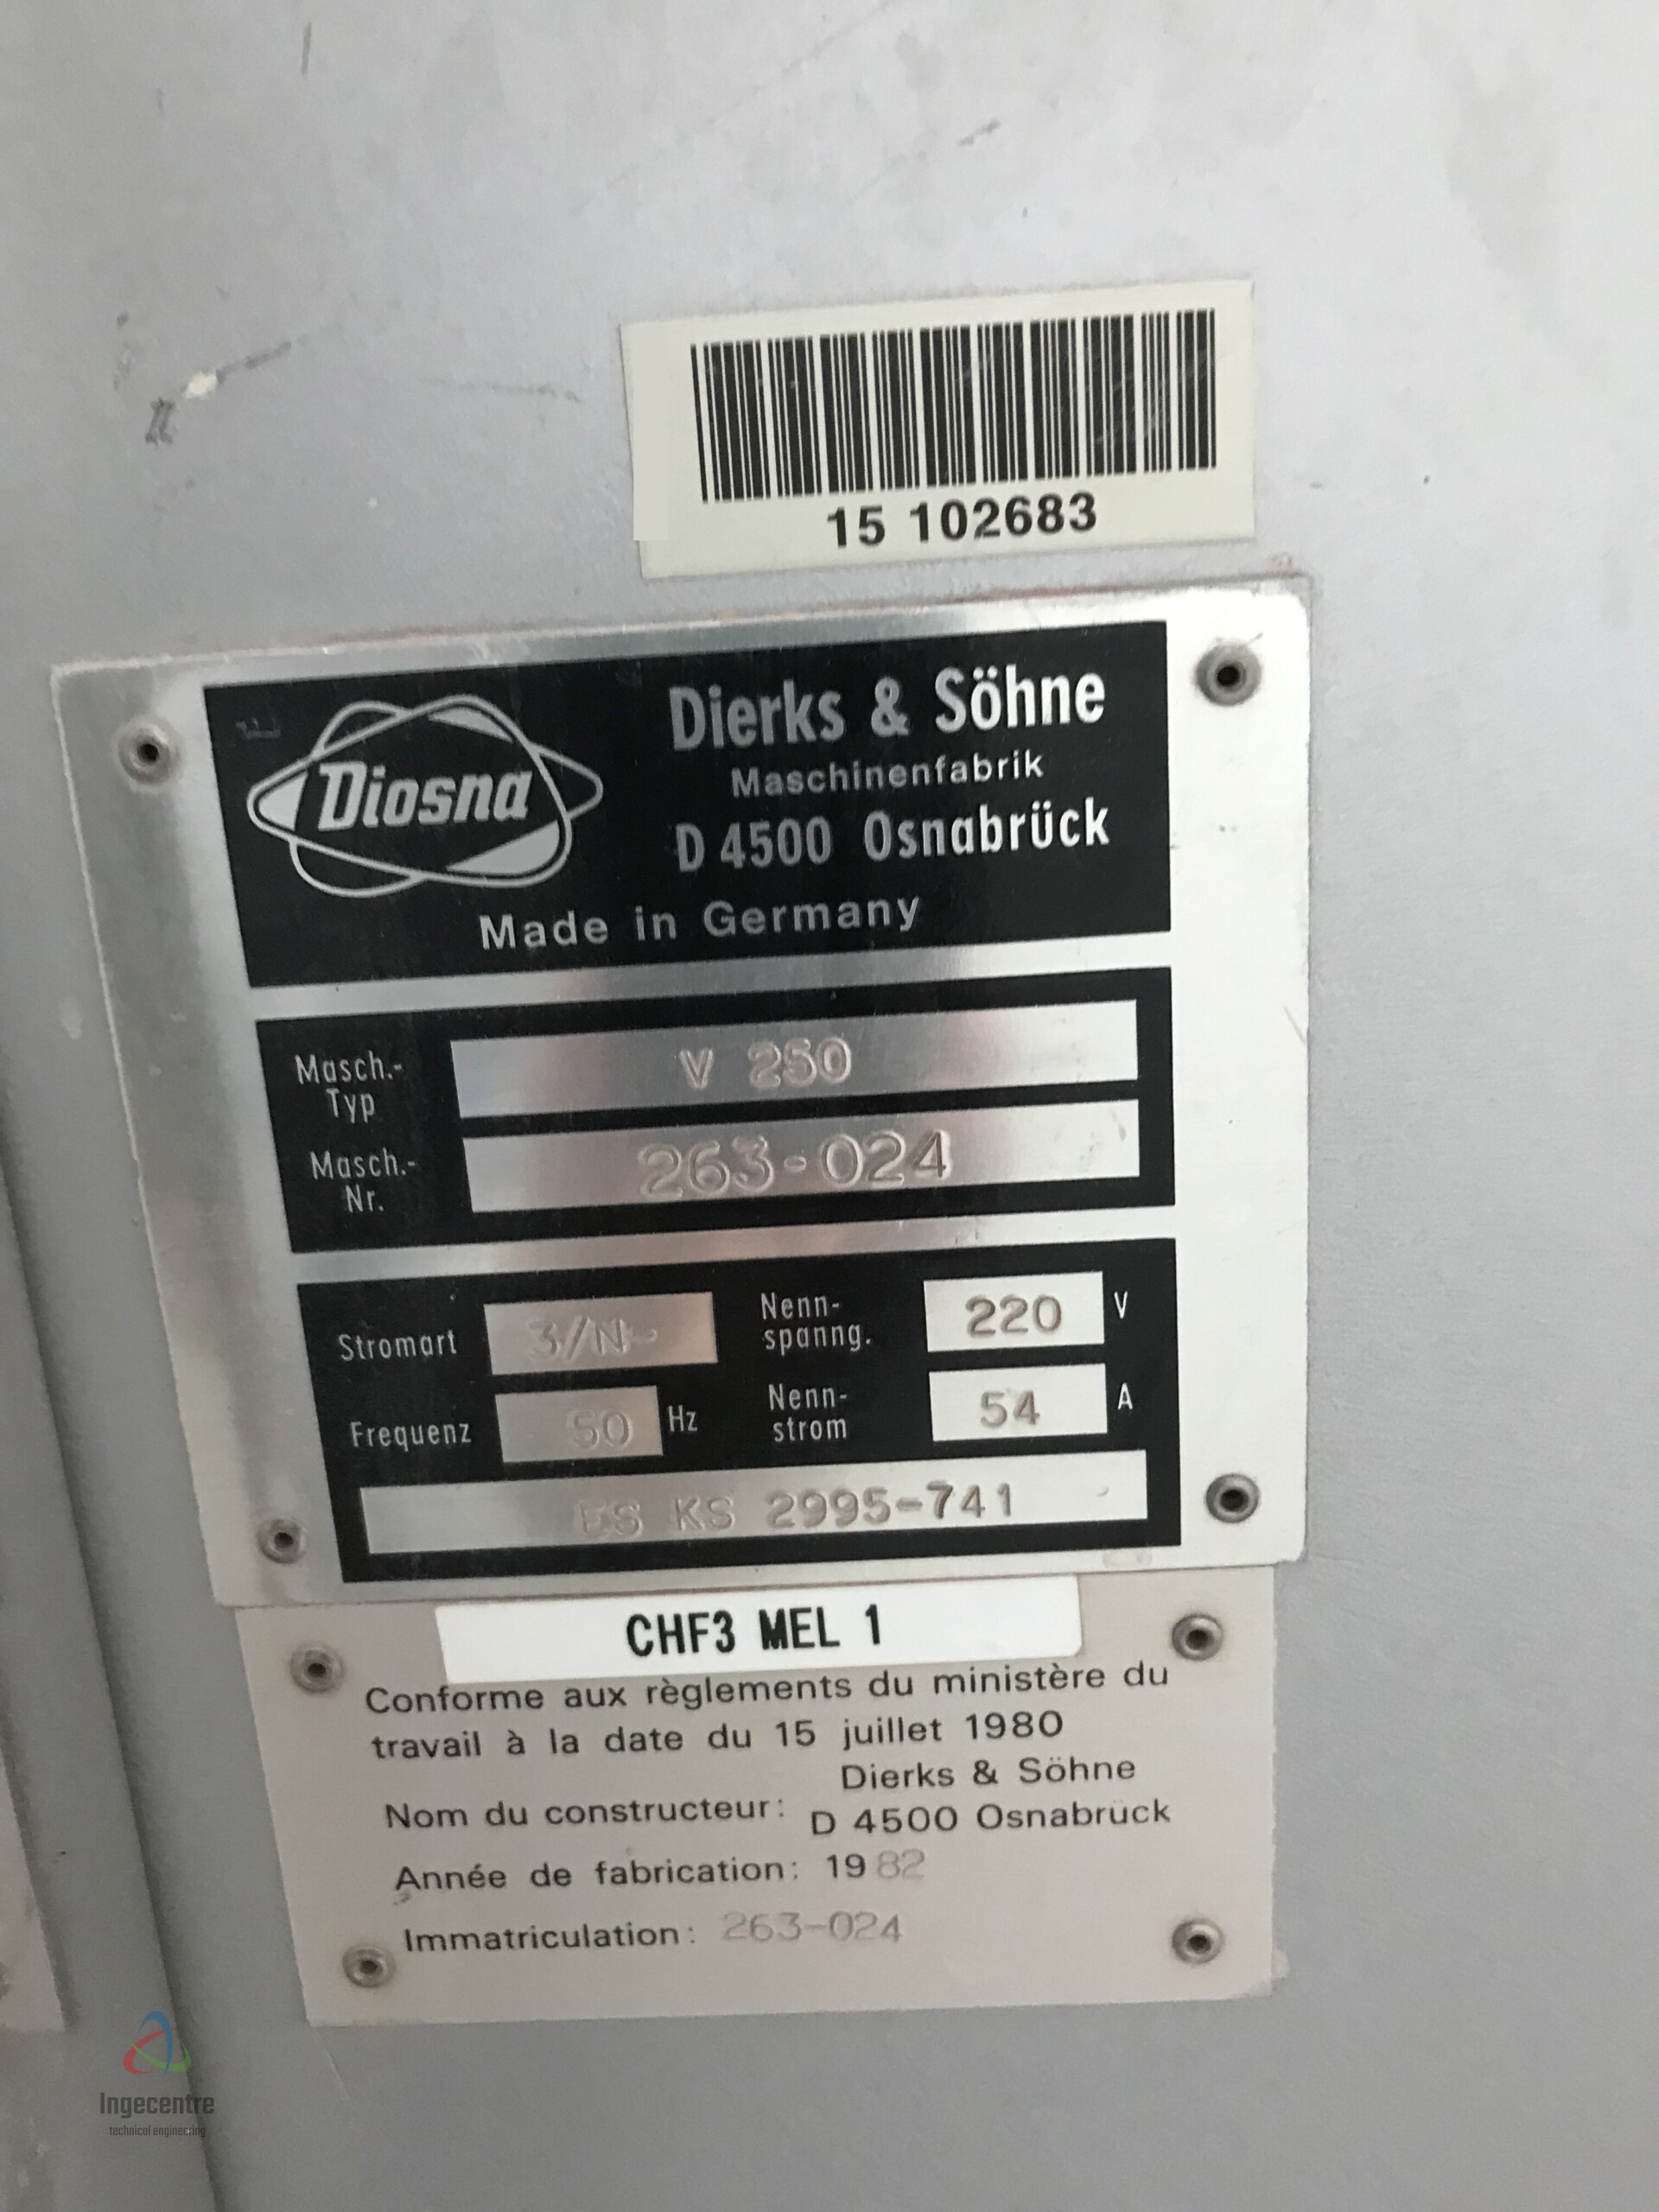 15 102683
Diosna
Dierks & Söhne
Maschinenfabrik
D 4500 Osnabrück
Made in Germany
Masch.-
Typ
V 250
Masch.-
Nr.
263-024
Stromart
3/N~
Nenn-
spanng.
220 V
Frequenz
50 Hz
Nenn-
strom
54 A
ES KS 2995-741
CHF3 MEL 1
Conforme aux règlements du ministère du
travail à la date du 15 juillet 1980
Nom du constructeur:
Dierks & Söhne
D 4500 Osnabrück
Année de fabrication: 1982
Immatriculation: 263-024
Ingecentre
technical engineering